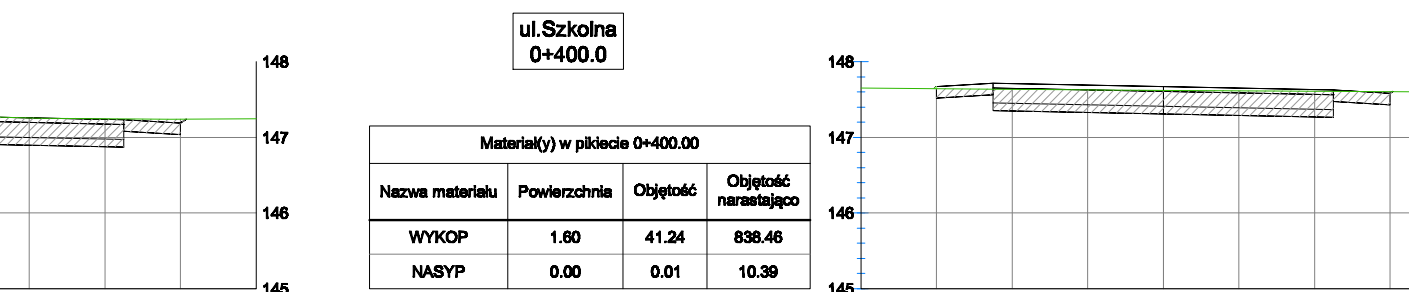 ul.Szkolna
0+400.0
148
147
146
145
Materiał(y) w pikiecie 0+400.00
Nazwa materiału Powierzchnia Objętość Objętość narastająco
WYKOP 1.60 41.24 838.46
NASYP 0.00 0.01 10.39
148
147
146
145